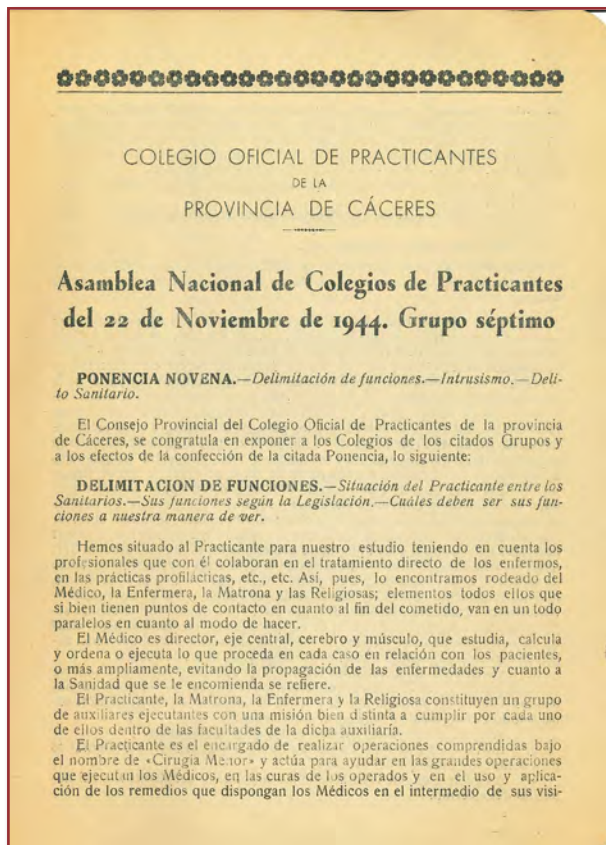 COLEGIO OFICIAL DE PRACTICANTES
DE LA
PROVINCIA DE CÁCERES
Asamblea Nacional de Colegios de Practicantes
del 22 de Noviembre de 1944. Grupo séptimo
PONENCIA NOVENA.—Delimitación de funciones.—Intrusismo.—Deli-
to Sanitario.
El Consejo Provincial del Colegio Oficial de Practicantes de la provincia
de Cáceres, se congratula en exponer a los Colegios de los citados Grupos y
a los efectos de la confección de la citada Ponencia, lo siguiente:
DELIMITACION DE FUNCIONES.—Situación del Practicante entre los
Sanitarios.—Sus funciones según la Legislación.—Cuáles deben ser sus fun-
ciones a nuestra manera de ver.
Hemos situado al Practicante para nuestro estudio teniendo en cuenta los
profesionales que con él colaboran en el tratamiento directo de los enfermos,
en las prácticas profilácticas, etc., etc. Así, pues, lo encontramos rodeado del
Médico, la Enfermera, la Matrona y las Religiosas; elementos todos ellos que
si bien tienen puntos de contacto en cuanto al fin del cometido, van en un todo
paralelos en cuanto al modo de hacer.
El Médico es director, eje central, cerebro y músculo, que estudia, calcula
y ordena o ejecuta lo que proceda en cada caso en relación con los pacientes,
o más ampliamente, evitando la propagación de las enfermedades y cuanto a
la Sanidad que se le encomienda se refiere.
El Practicante, la Matrona, la Enfermera y la Religiosa constituyen un grupo
de auxiliares ejecutantes con una misión bien distinta a cumplir por cada uno
de ellos dentro de las facultades de la dicha auxiliaría.
El Practicante es el encargado de realizar operaciones comprendidas bajo
el nombre de «Cirugía Menor» y actúa para ayudar en las grandes operaciones
que ejecutan los Médicos, en las curas de los operados y en el uso y aplica-
ción de los remedios que dispongan los Médicos en el intermedio de sus visi-